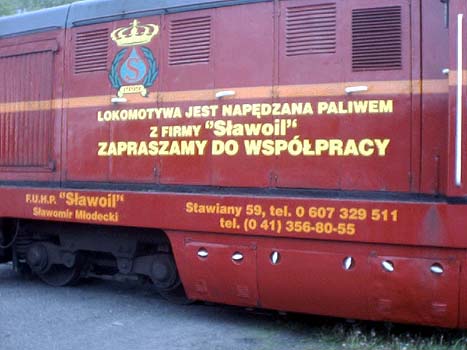 S
LOKOMOTYWA JEST NAPĘDZANA PALIWEM
Z FIRMY "Sławoil"
ZAPRASZAMY DO WSPÓŁPRACY
F.U.H.P. "Sławoil"
Sławomir Młodecki
Stawiany 59, tel. 0 607 329 511
tel. (0 41) 356-80-55